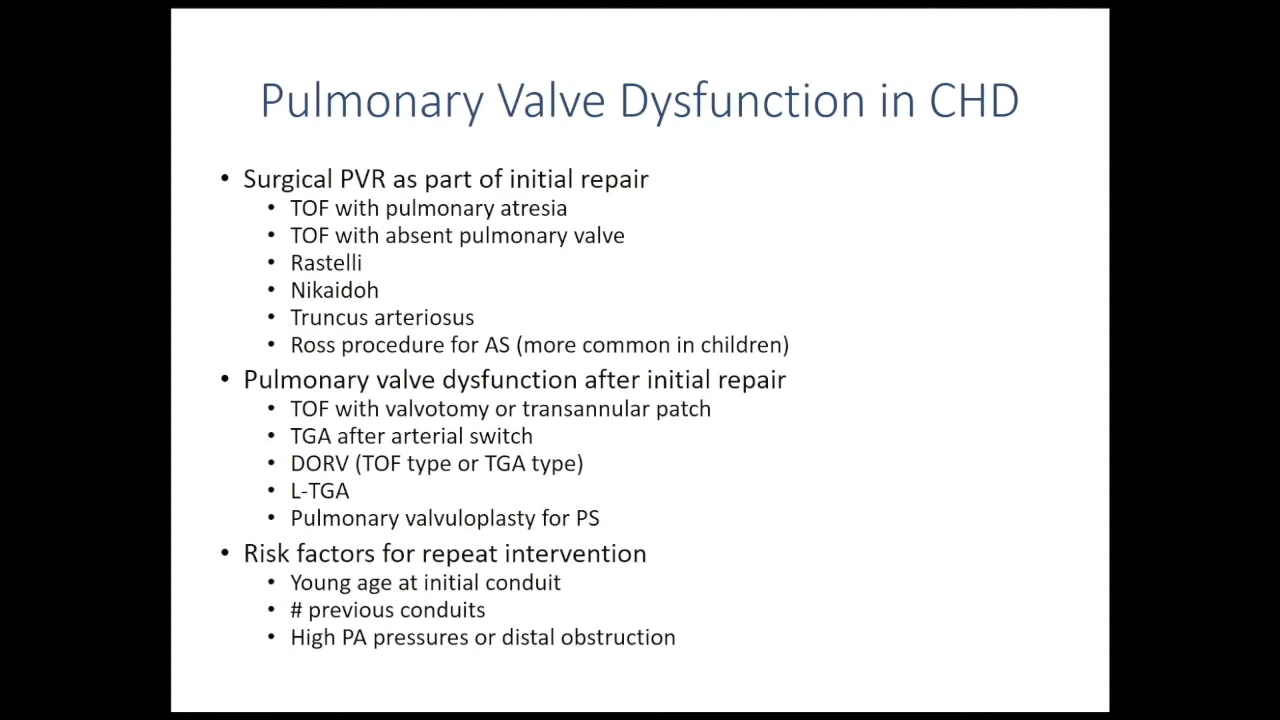 Pulmonary Valve Dysfunction in CHD
• Surgical PVR as part of initial repair
• TOF with pulmonary atresia
• TOF with absent pulmonary valve
• Rastelli
• Nikaidoh
• Truncus arteriosus
• Ross procedure for AS (more common in children)
• Pulmonary valve dysfunction after initial repair
• TOF with valvotomy or transannular patch
• TGA after arterial switch
• DORV (TOF type or TGA type)
• L-TGA
• Pulmonary valvuloplasty for PS
• Risk factors for repeat intervention
• Young age at initial conduit
• # previous conduits
• High PA pressures or distal obstruction